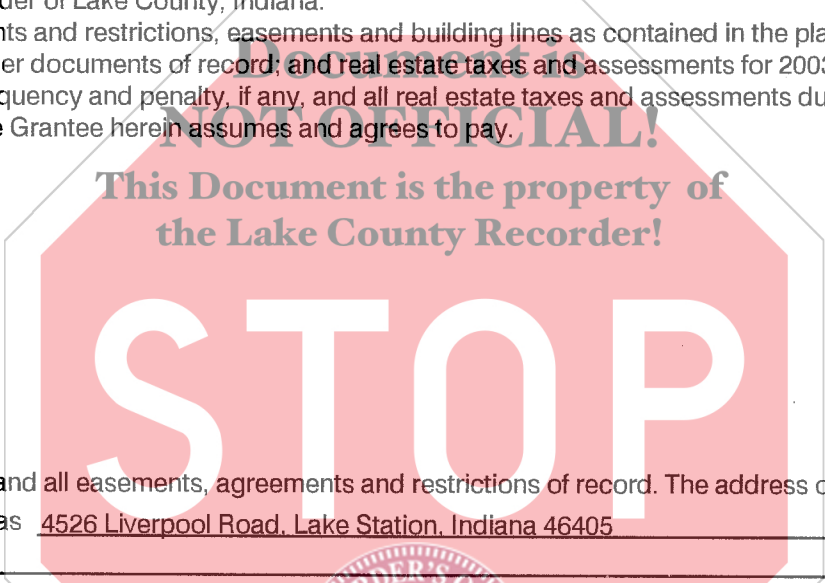 der of Lake County, Indiana.
nts and restrictions, easements and building lines as contained in the pla
Document is
er documents of record; and real estate taxes and assessments for 2003
quency and penalty, if any, and all real estate taxes and assessments du
NOT OFFICIAL!
e Grantee herein assumes and agrees to pay.
This Document is the property of
the Lake County Recorder!
STOP
and all easements, agreements and restrictions of record. The address o
as 4526 Liverpool Road, Lake Station, Indiana 46405